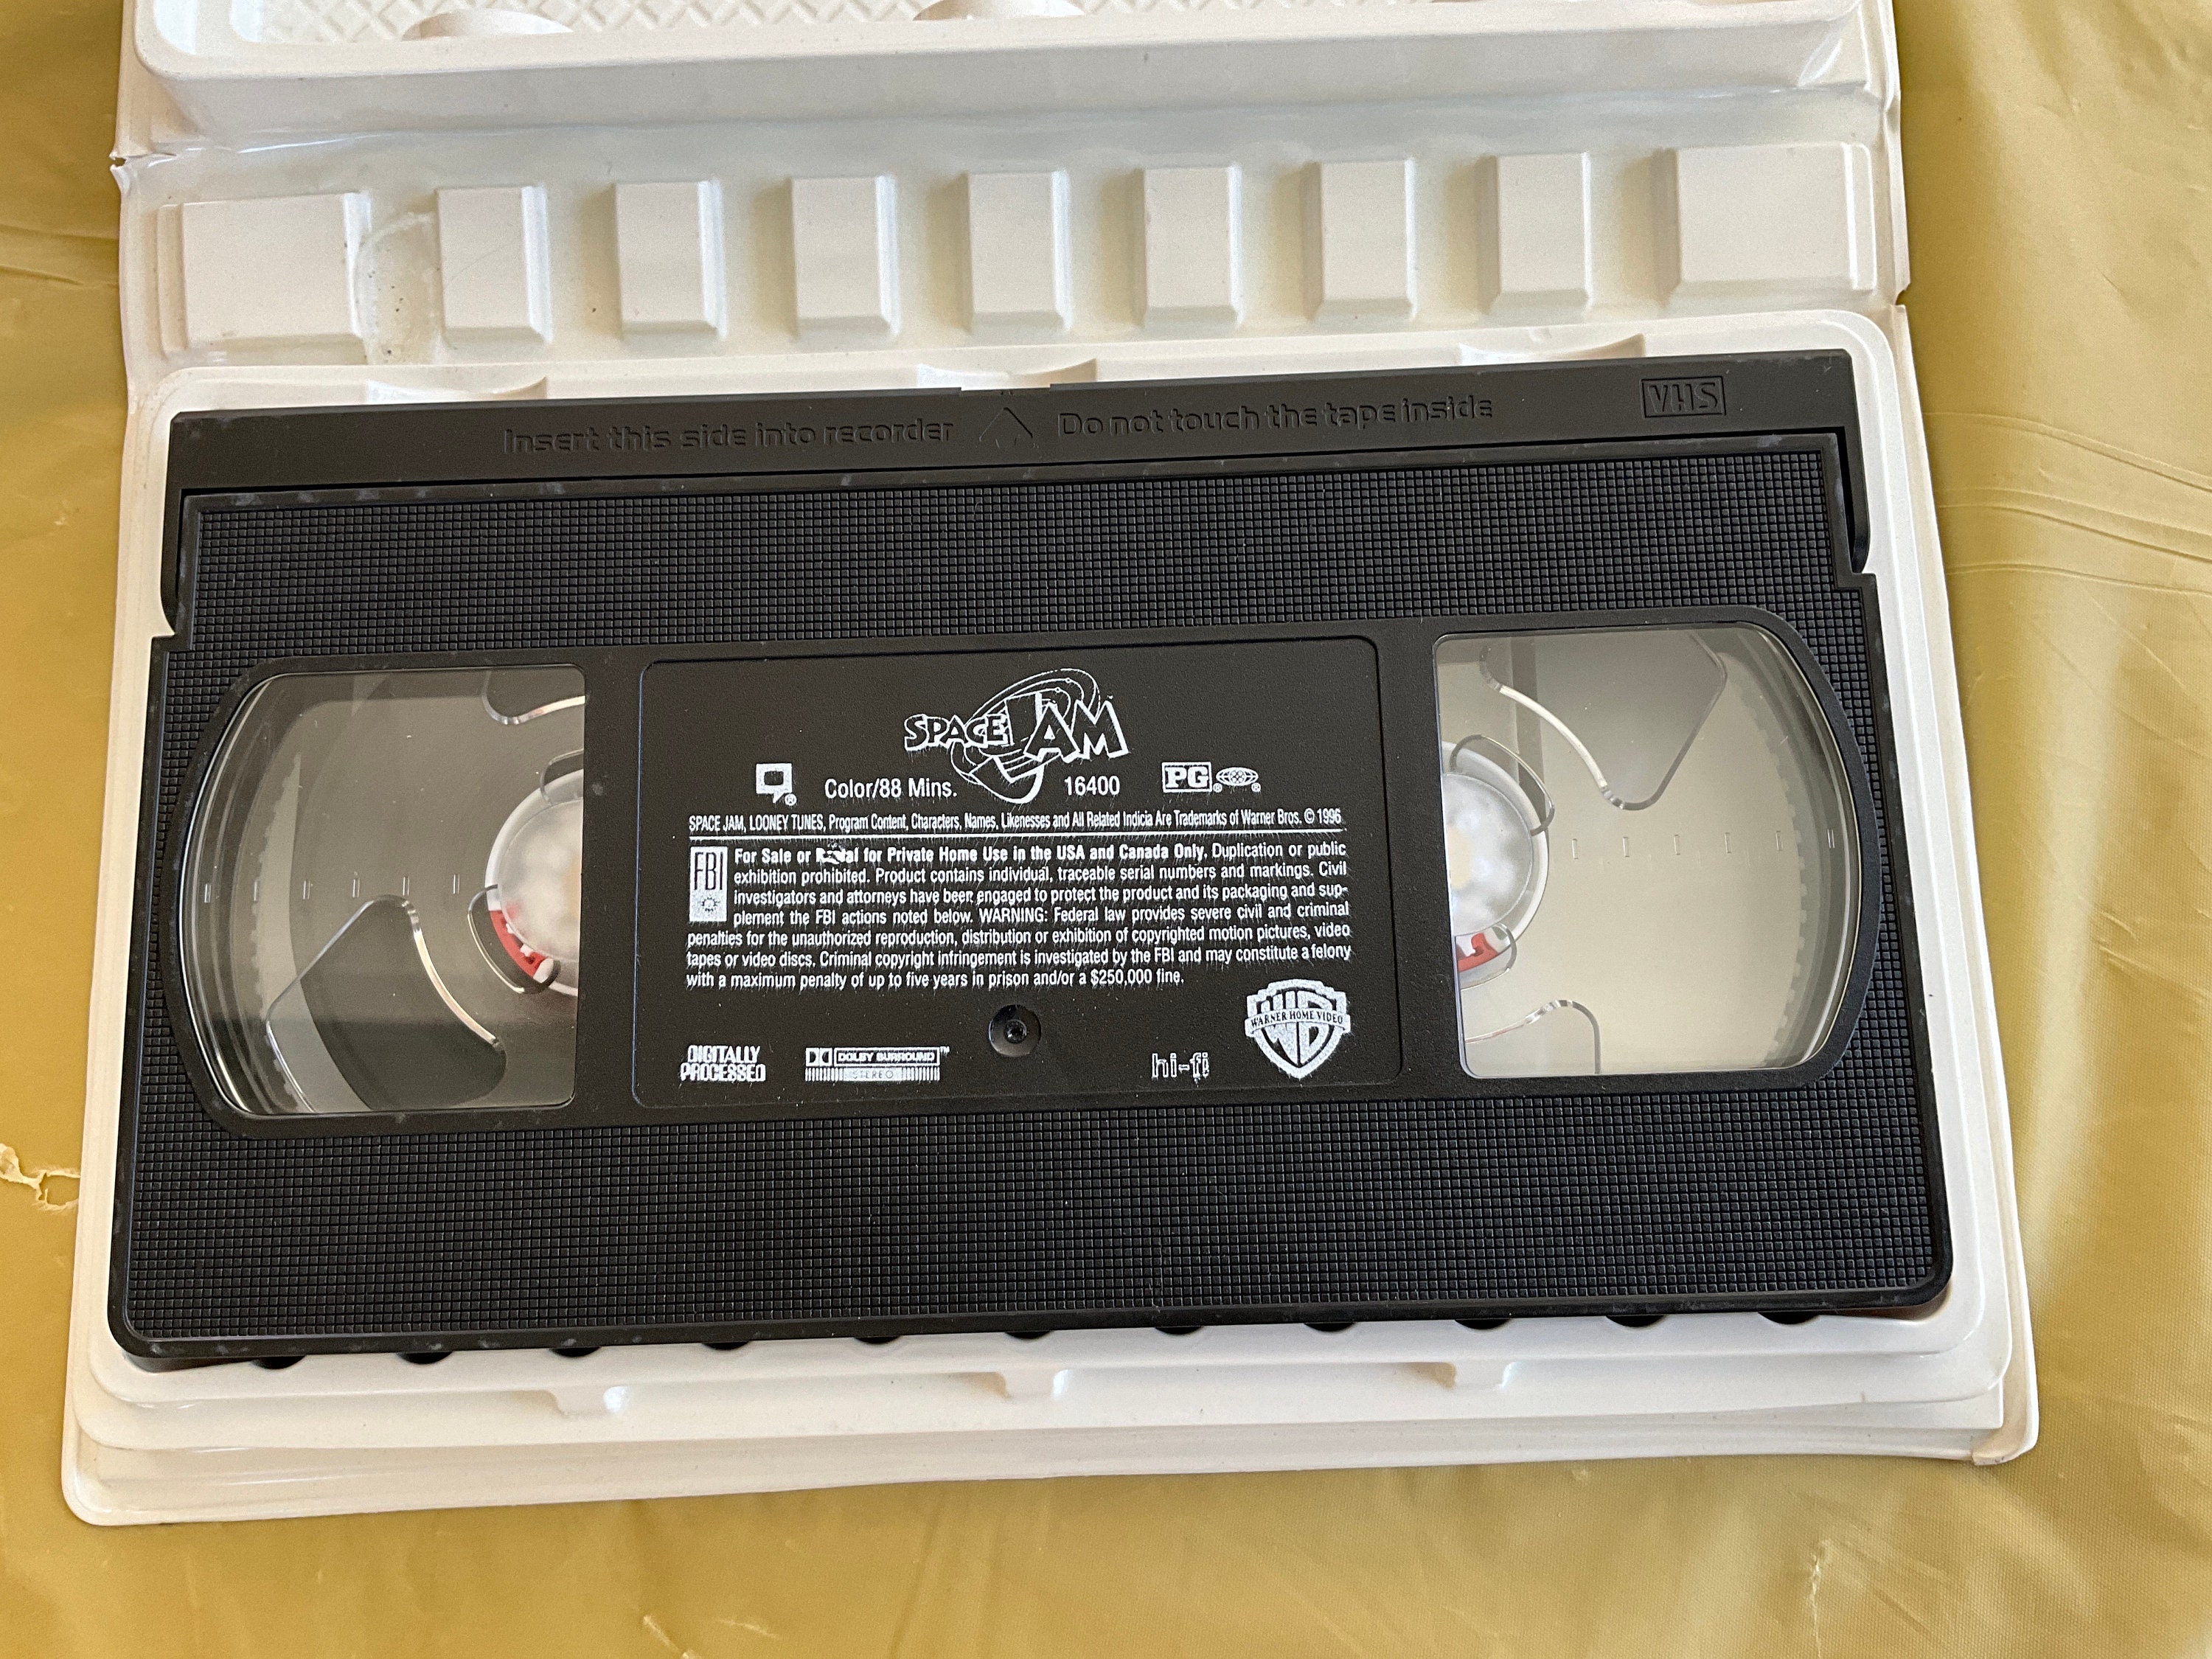 Insert this side into recorder Do not touch the tape inside VHS
SPACE JAM
Color/88 Mins. 16400 PG
SPACE JAM, LOONEY TUNES, Program Content, Characters, Names, Likenesses and All Related Indicia Are Trademarks of Warner Bros. © 1996
FBI
For Sale or Rental for Private Home Use in the USA and Canada Only. Duplication or public
exhibition prohibited. Product contains individual, traceable serial numbers and markings. Civil
investigators and attorneys have been engaged to protect the product and its packaging and sup-
plement the FBI actions noted below. WARNING: Federal law provides severe civil and criminal
penalties for the unauthorized reproduction, distribution or exhibition of copyrighted motion pictures, video
tapes or video discs. Criminal copyright infringement is investigated by the FBI and may constitute a felony
with a maximum penalty of up to five years in prison and/or a $250,000 fine.
DIGITALLY
PROCESSED
DOLBY SURROUND™
STEREO
hi-fi
WB
WARNER HOME VIDEO